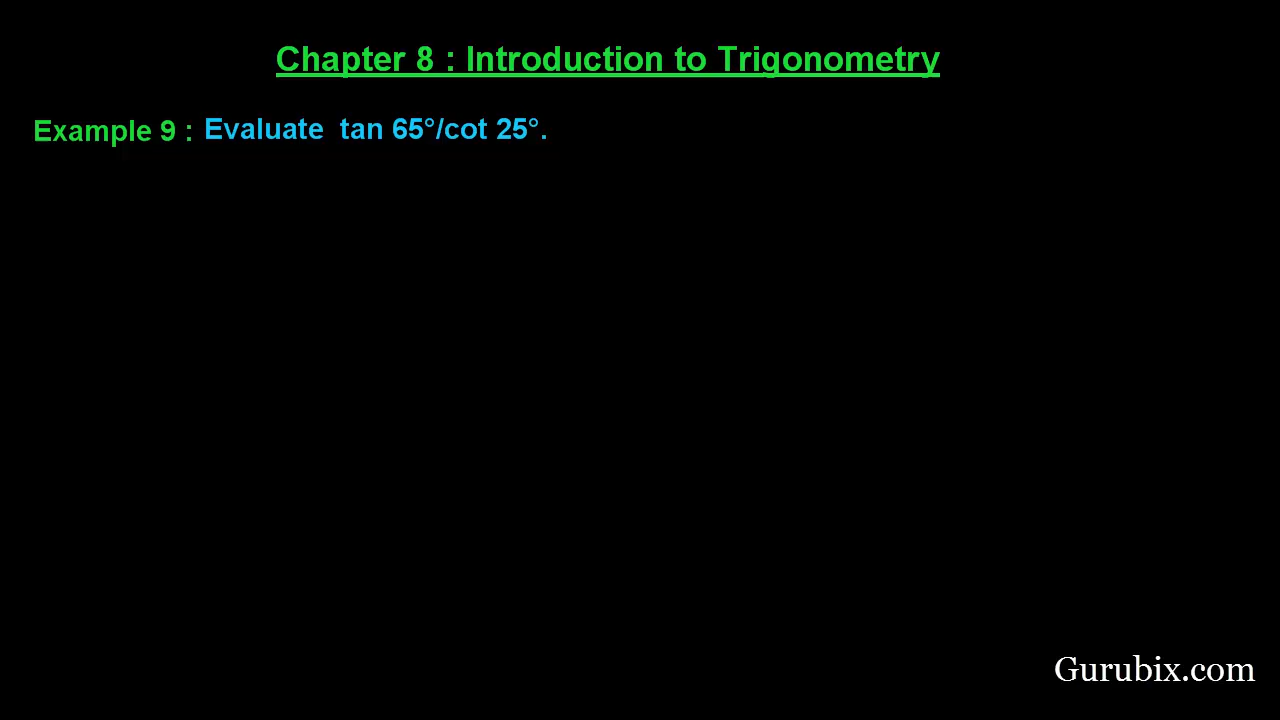 Chapter 8 : Introduction to Trigonometry
Example 9 : Evaluate tan 65°/cot 25°.
Gurubix.com